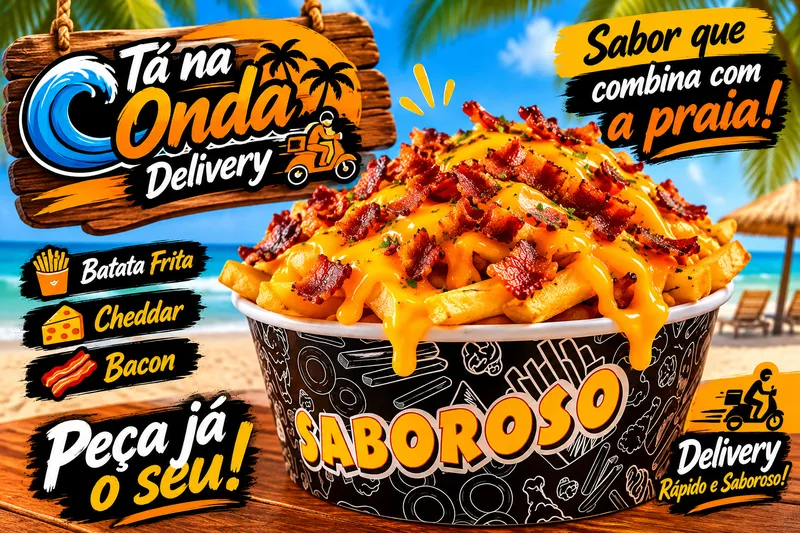 Tá na
Onda
Delivery
Sabor que
combina com
a praia!
Batata Frita
Cheddar
Bacon
Peça já
o seu!
SABOROSO
Delivery
Rápido e Saboroso!